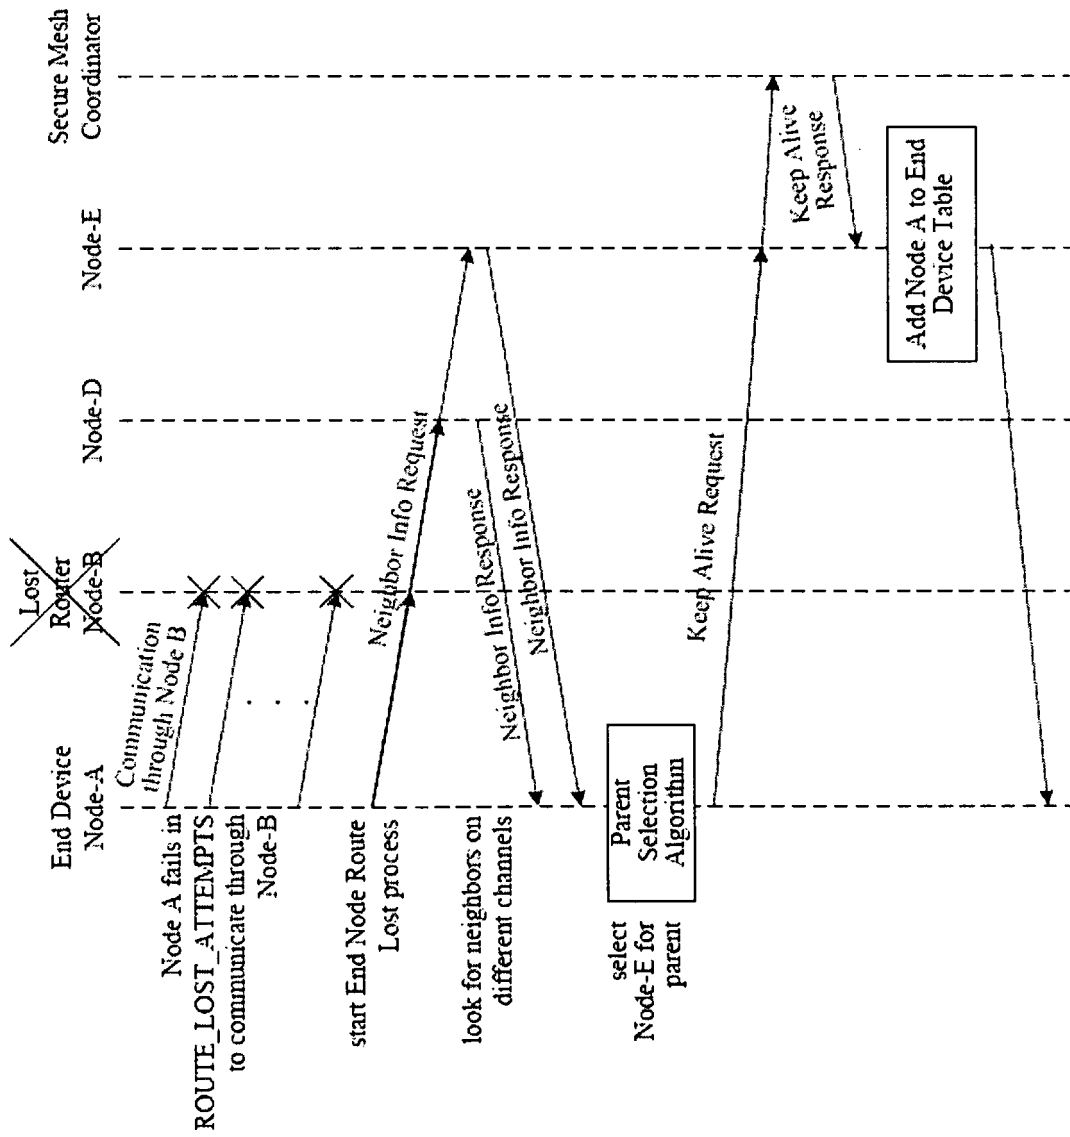 Secure Mesh
Coordinator
Node-E
Node-D
Lost
Router
Node-B
End Device
Node-A
Communication
through Node B
Node A fails in
ROUTE_LOST_ATTEMPTS
to communicate through
Node-B
. . .
start End Node Route
Lost process
Neighbor Info Request
look for neighbors on
different channels
Neighbor Info Response
Neighbor Info Response
Parent
Selection
Algorithm
select
Node-E for
parent
Keep Alive Request
Keep Alive
Response
Add Node A to End
Device Table